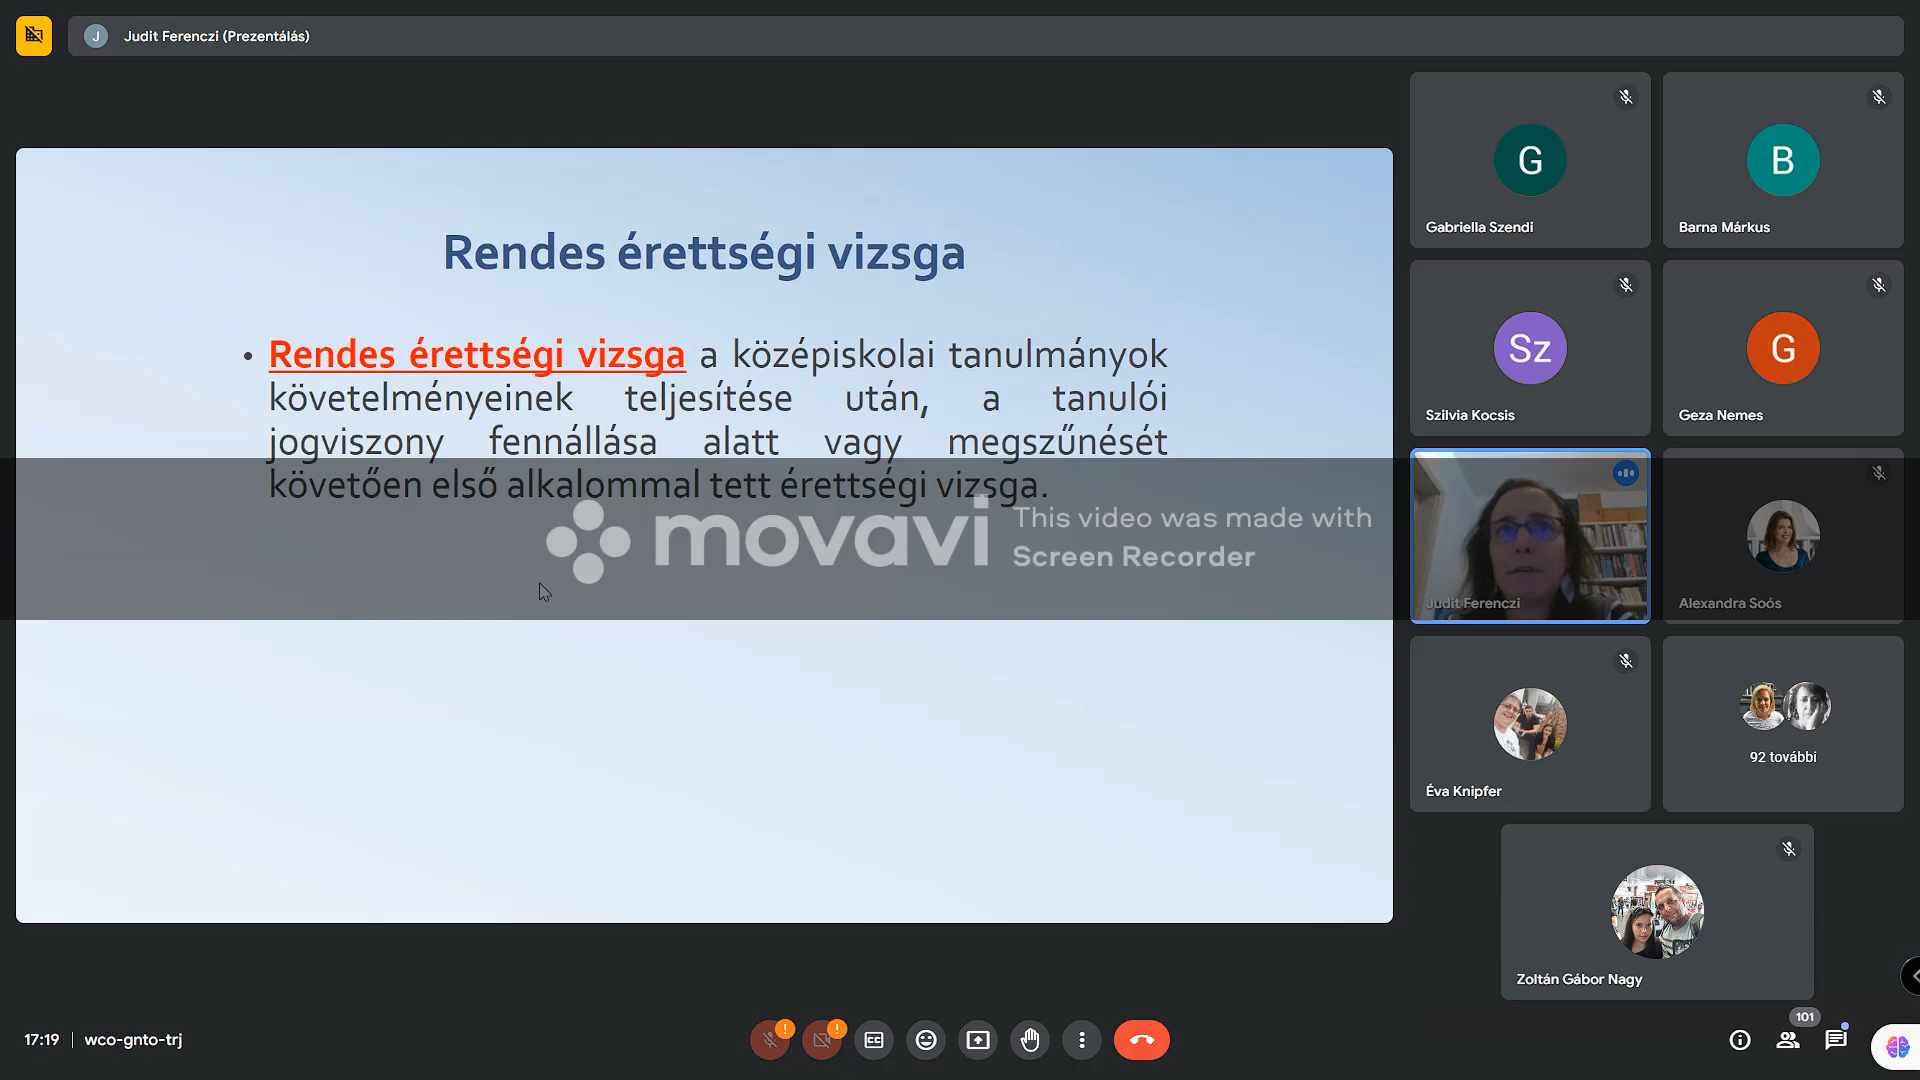 J Judit Ferenczi (Prezentálás)
Rendes érettségi vizsga
• Rendes érettségi vizsga a középiskolai tanulmányok
követelményeinek teljesítése után, a tanulói
jogviszony fennállása alatt vagy megszűnését
követően első alkalommal tett érettségi vizsga.
movavi
This video was made with
Screen Recorder
G
Gabriella Szendi
B
Barna Márkus
Sz
Szilvia Kocsis
G
Geza Nemes
Judit Ferenczi
Alexandra Soós
Éva Knipfer
92 további
Zoltán Gábor Nagy
17:19 | wco-gnto-trj
CC
101